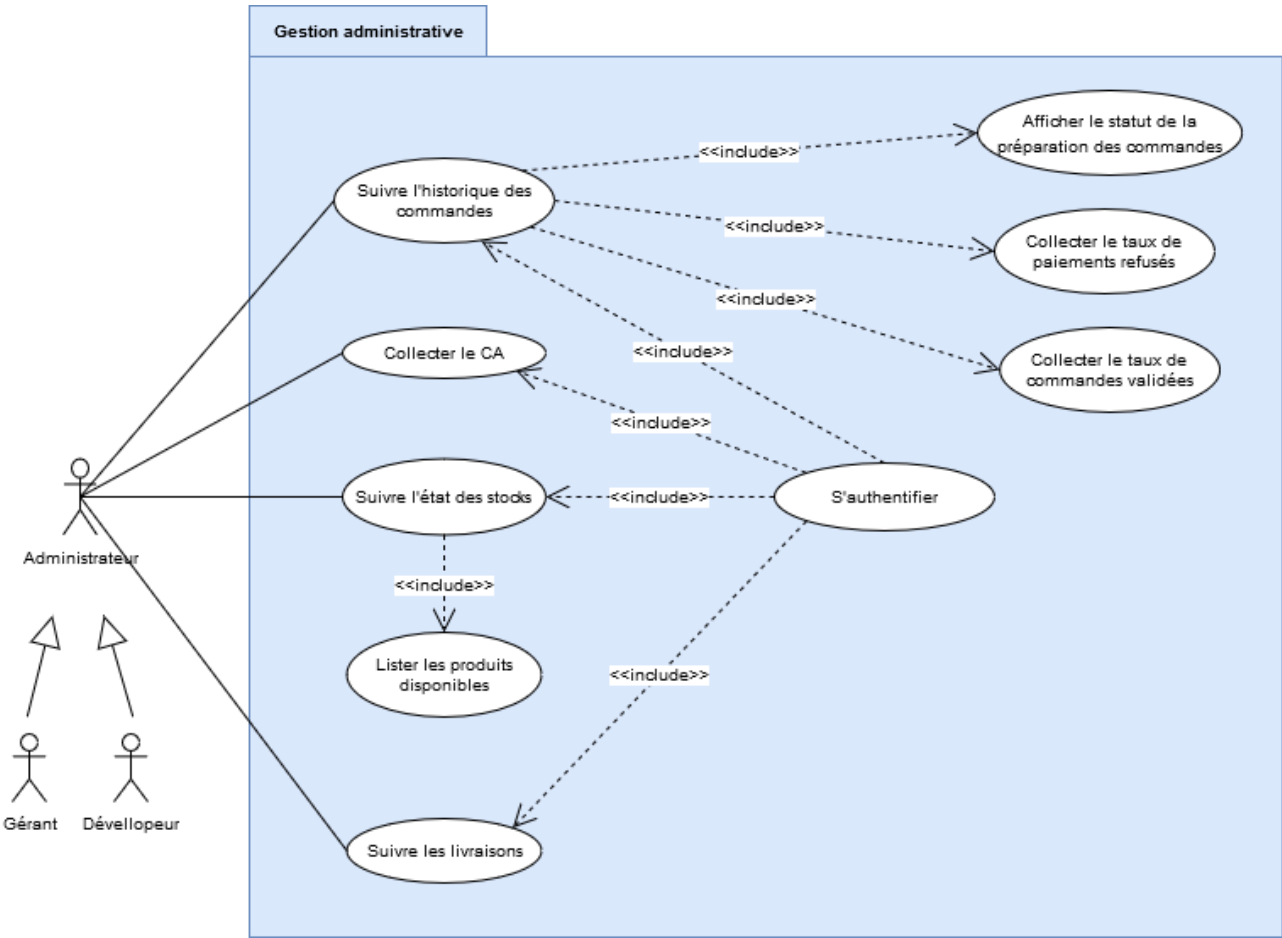 Gestion administrative
Afficher le statut de la
préparation des commandes
<<include>>
Suivre l'historique des
commandes
<<include>>
Collecter le taux de
paiements refusés
<<include>>
Collecter le CA
<<include>>
Collecter le taux de
commandes validées
<<include>>
Suivre l'état des stocks
<<include>>
S'authentifier
Administrateur
<<include>>
Lister les produits
disponibles
<<include>>
Gérant
Dévellopeur
Suivre les livraisons